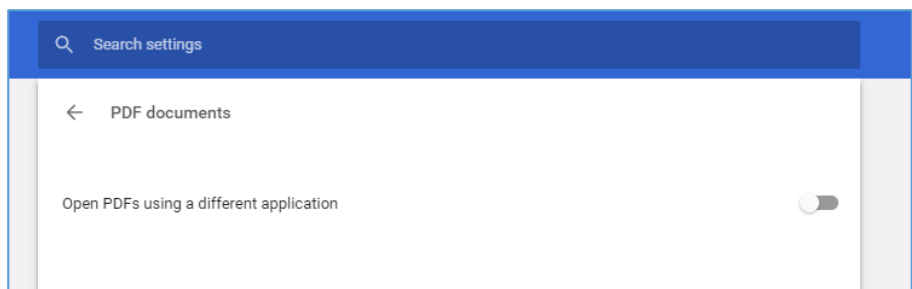 Search settings
PDF documents
Open PDFs using a different application